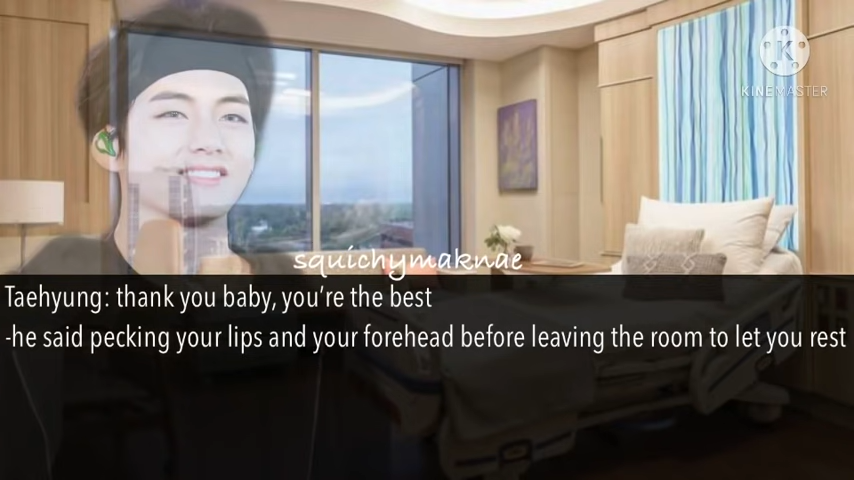 KINEMASTER
squichymaknae
Taehyung: thank you baby, you’re the best
-he said pecking your lips and your forehead before leaving the room to let you rest